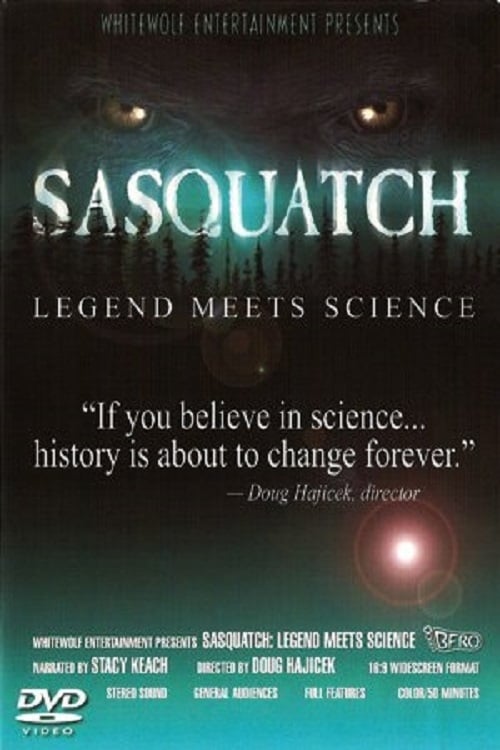 WHITEWOLF ENTERTAINMENT PRESENTS
SASQUATCH
LEGEND MEETS SCIENCE
“If you believe in science...
history is about to change forever.”
— Doug Hajicek, director
WHITEWOLF ENTERTAINMENT PRESENTS SASQUATCH: LEGEND MEETS SCIENCE BFRO
NARRATED BY STACY KEACH DIRECTED BY DOUG HAJICEK 16:9 WIDESCREEN FORMAT
STEREO SOUND GENERAL AUDIENCES FULL FEATURES COLOR/50 MINUTES
DVD
VIDEO